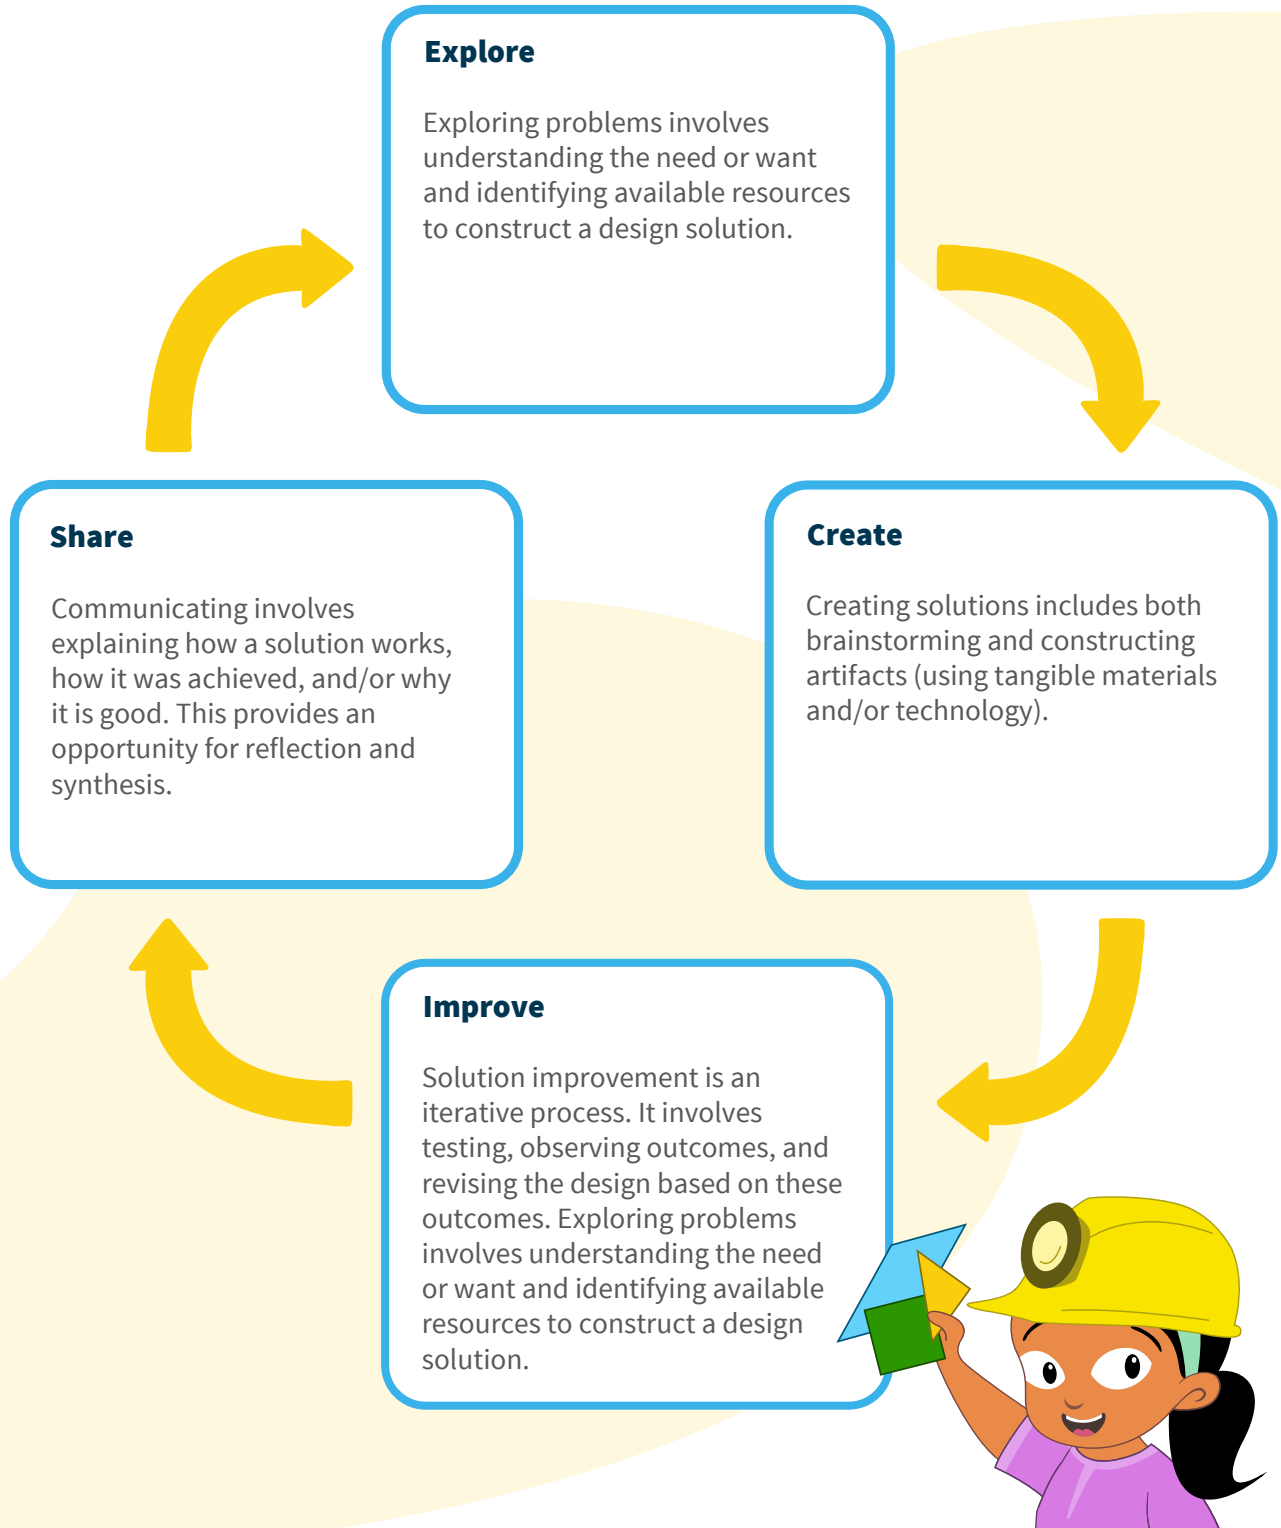 Explore
Exploring problems involves
understanding the need or want
and identifying available resources
to construct a design solution.
Create
Creating solutions includes both
brainstorming and constructing
artifacts (using tangible materials
and/or technology).
Improve
Solution improvement is an
iterative process. It involves
testing, observing outcomes, and
revising the design based on these
outcomes. Exploring problems
involves understanding the need
or want and identifying available
resources to construct a design
solution.
Share
Communicating involves
explaining how a solution works,
how it was achieved, and/or why
it is good. This provides an
opportunity for reflection and
synthesis.